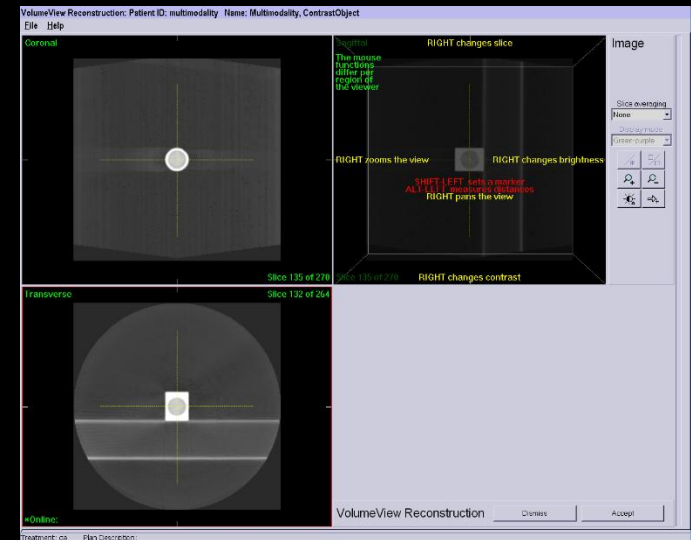 VolumeView Reconstruction: Patient ID: multimodality Name: Multimodality, ContrastObject
File Help
Coronal
Slice 135 of 270
Sagittal
The mouse
functions
differ per
region of
the viewer
RIGHT changes slice
RIGHT zooms the view
RIGHT changes brightness
SHIFT-LEFT sets a marker
ALT-LEFT measures distances
RIGHT pans the view
Slice 135 of 270
RIGHT changes contrast
Image
Slice averaging
None
Display mode
Green-purple
Transverse
Slice 132 of 264
*Online:
VolumeView Reconstruction
Dismiss
Accept
Treatment: ca Plan Description: